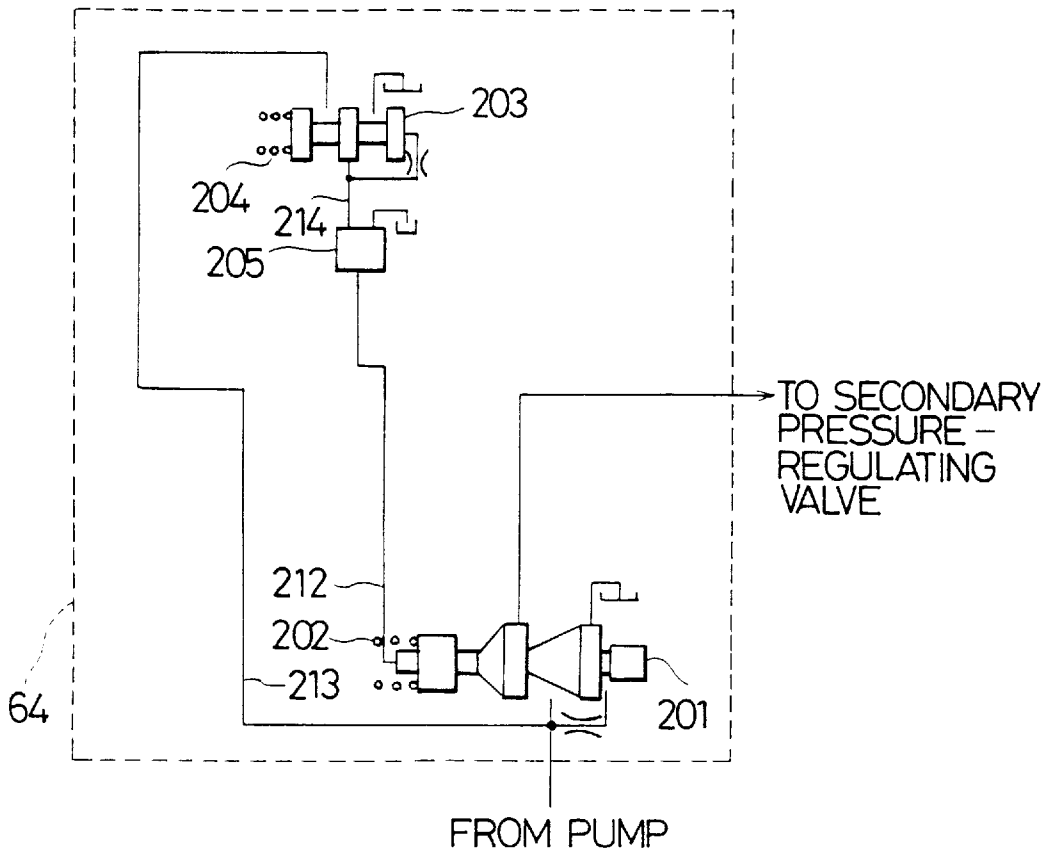 203
204
214
205
TO SECONDARY
PRESSURE-
REGULATING
VALVE
212
202
213
201
64
FROM PUMP